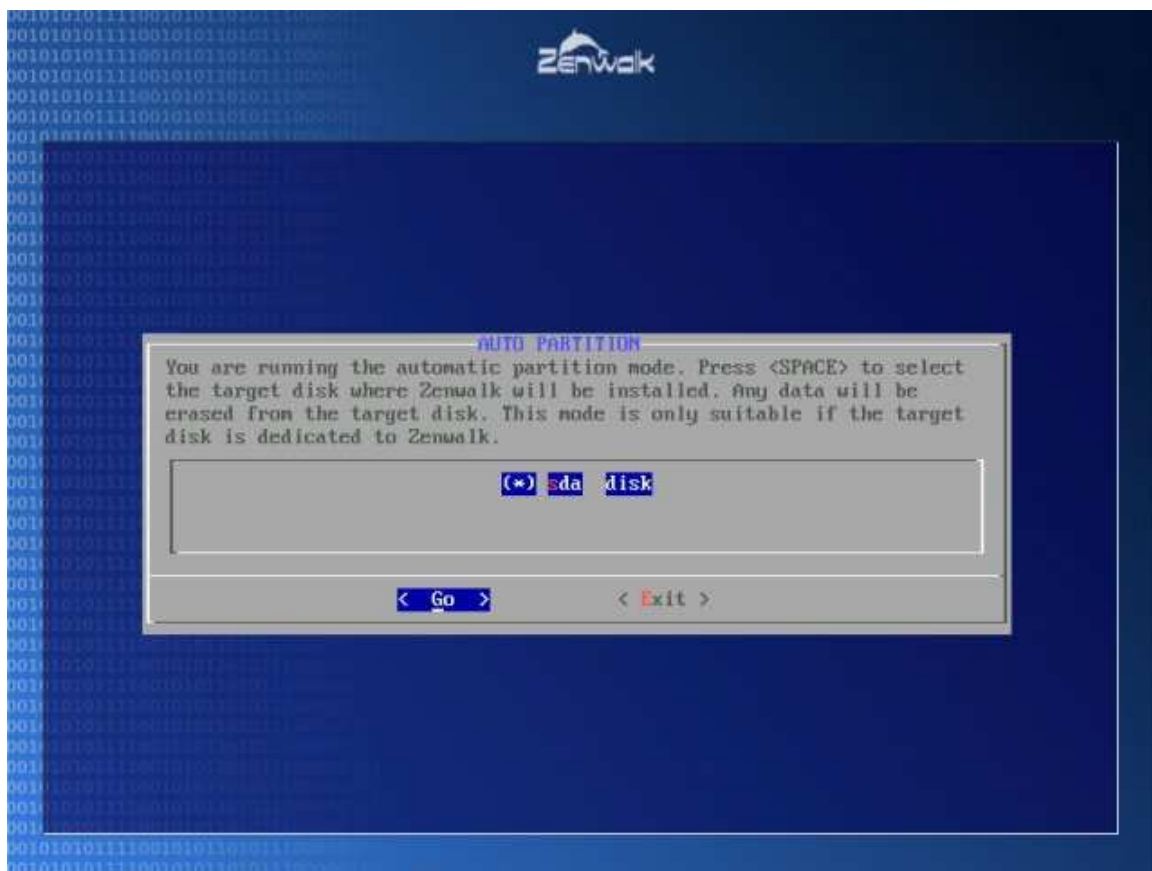 Zenwalk
AUTO PARTITION
You are running the automatic partition mode. Press <SPACE> to select
the target disk where Zenwalk will be installed. Any data will be
erased from the target disk. This mode is only suitable if the target
disk is dedicated to Zenwalk.
(*) sda disk
< Go > < Exit >